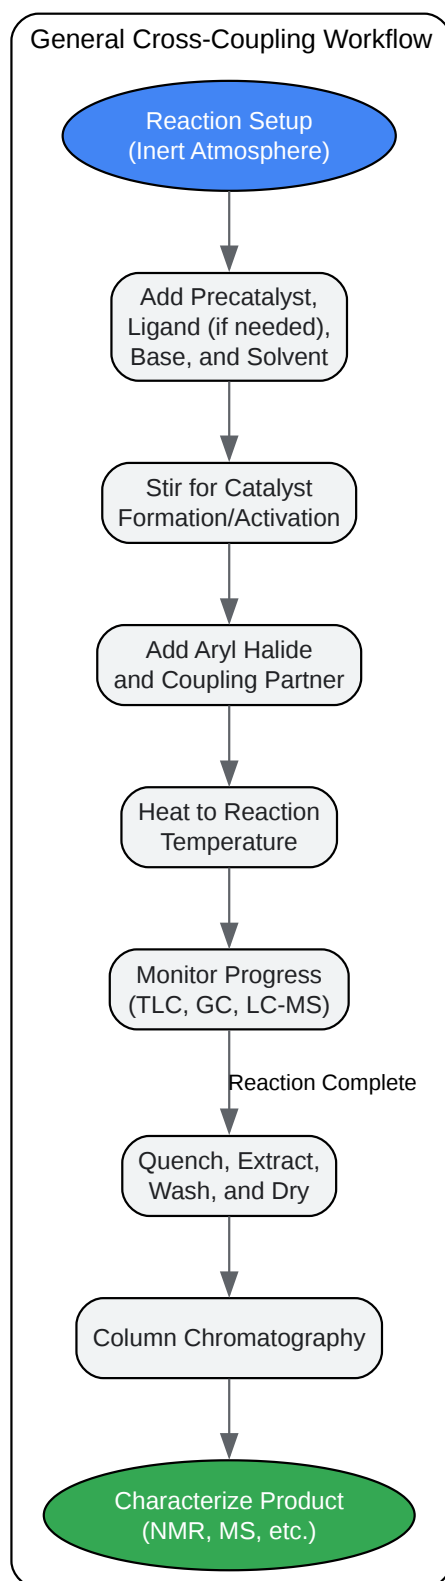 General Cross-Coupling Workflow
Reaction Setup
(Inert Atmosphere)
Add Precatalyst,
Ligand (if needed),
Base, and Solvent
Stir for Catalyst
Formation/Activation
Add Aryl Halide
and Coupling Partner
Heat to Reaction
Temperature
Monitor Progress
(TLC, GC, LC-MS)
Reaction Complete
Quench, Extract,
Wash, and Dry
Column Chromatography
Characterize Product
(NMR, MS, etc.)